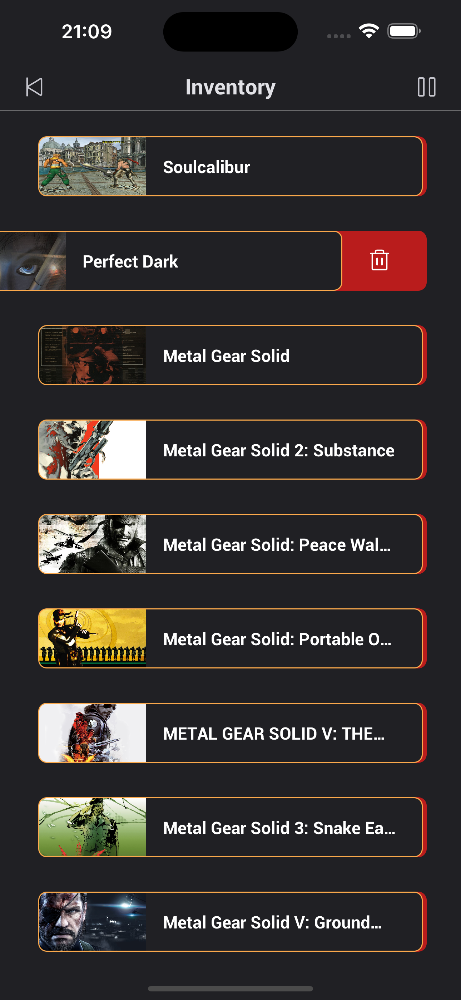 21:09
Inventory
Soulcalibur
Perfect Dark
Metal Gear Solid
Metal Gear Solid 2: Substance
Metal Gear Solid: Peace Wal...
Metal Gear Solid: Portable O...
METAL GEAR SOLID V: THE...
Metal Gear Solid 3: Snake Ea...
Metal Gear Solid V: Ground...